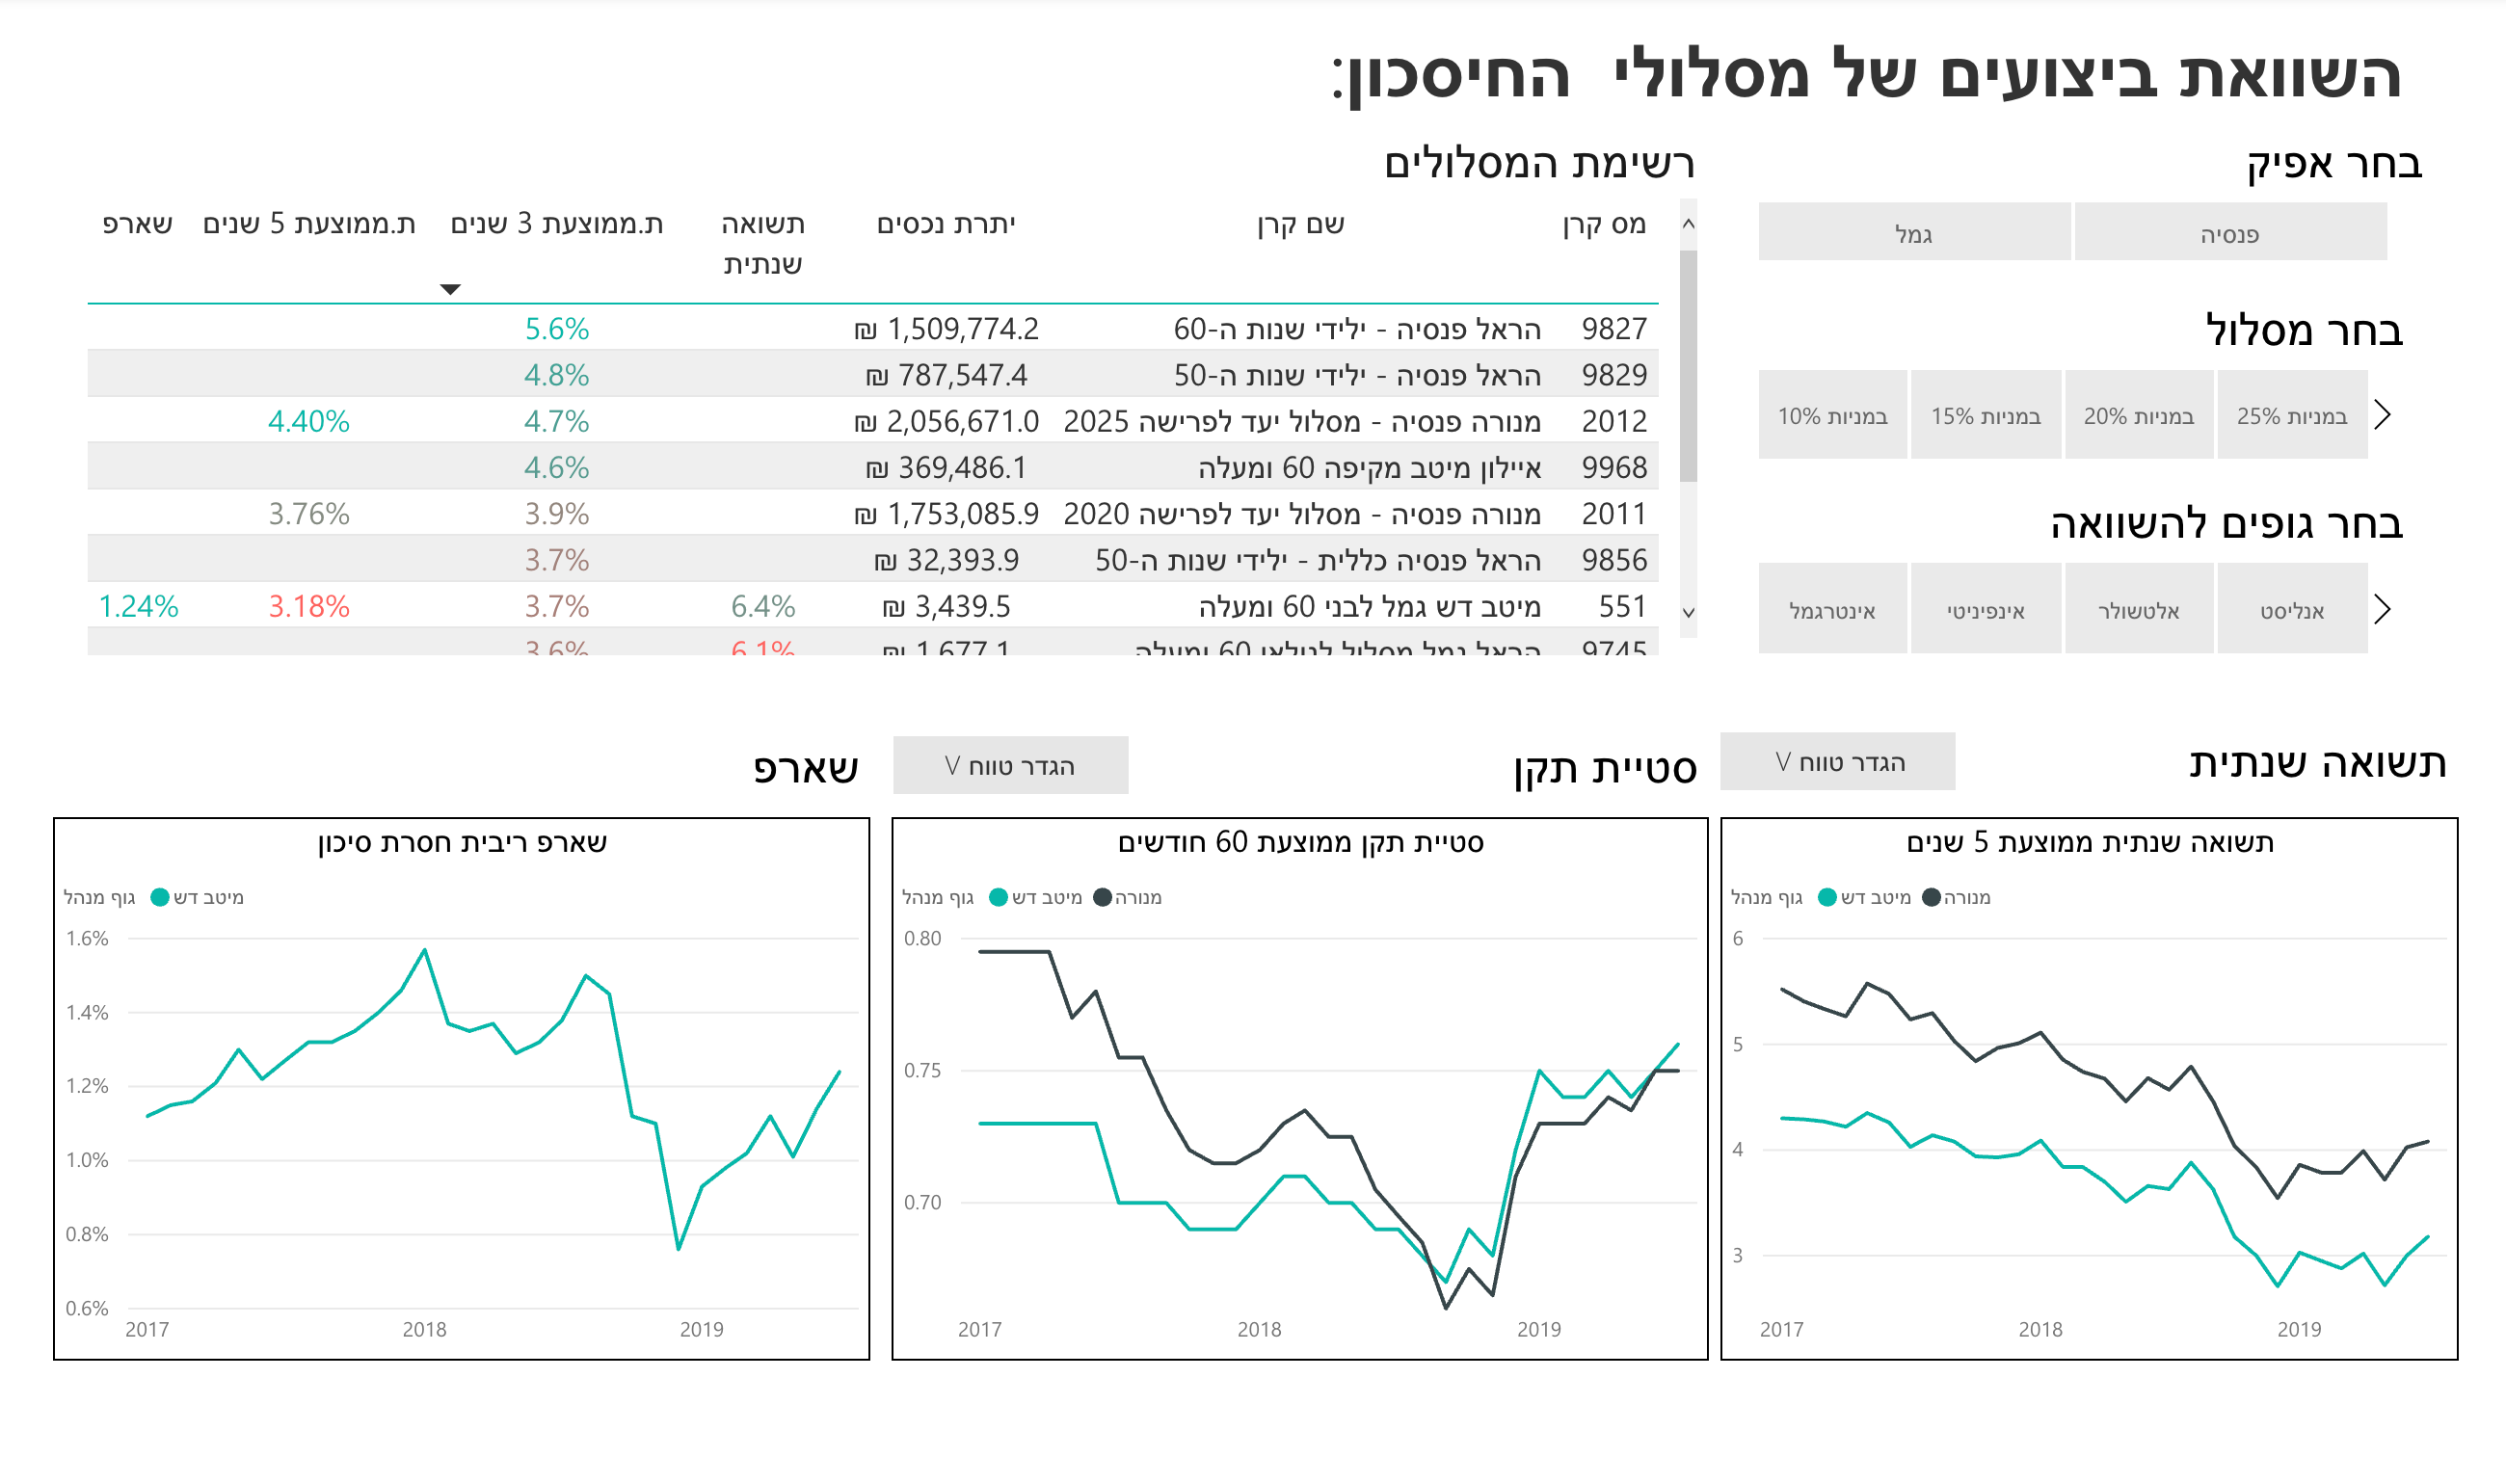 השוואת ביצועים של מסלולי החיסכון:
בחר אפיק
פנסיה גמל
בחר מסלול
במניות 25% במניות 20% במניות 15% במניות 10%
בחר גופים להשוואה
אנליסט אלטשולר אינפיניטי אינטרגמל
רשימת המסלולים
מס קרן שם קרן יתרת נכסים תשואה שנתית ת.ממוצעת 3 שנים ת.ממוצעת 5 שנים שארפ
9827 הראל פנסיה - ילידי שנות ה-60 1,509,774.2 ₪ 5.6%
9829 הראל פנסיה - ילידי שנות ה-50 787,547.4 ₪ 4.8%
2012 מנורה פנסיה - מסלול יעד לפרישה 2025 2,056,671.0 ₪ 4.7% 4.40%
9968 איילון מיטב מקיפה 60 ומעלה 369,486.1 ₪ 4.6%
2011 מנורה פנסיה - מסלול יעד לפרישה 2020 1,753,085.9 ₪ 3.9% 3.76%
9856 הראל פנסיה כללית - ילידי שנות ה-50 32,393.9 ₪ 3.7%
551 מיטב דש גמל לבני 60 ומעלה 3,439.5 ₪ 6.4% 3.7% 3.18% 1.24%
9745 הראל גמל מסלול לגילאי 60 ומעלה 1,677.1 ₪ 6.1% 3.6%
תשואה שנתית
הגדר טווח \/
תשואה שנתית ממוצעת 5 שנים
גוף מנהל מיטב דש מנורה
6
5
4
3
2017 2018 2019
סטיית תקן
הגדר טווח \/
סטיית תקן ממוצעת 60 חודשים
גוף מנהל מיטב דש מנורה
0.80
0.75
0.70
2017 2018 2019
שארפ
שארפ ריבית חסרת סיכון
גוף מנהל מיטב דש
1.6%
1.4%
1.2%
1.0%
0.8%
0.6%
2017 2018 2019